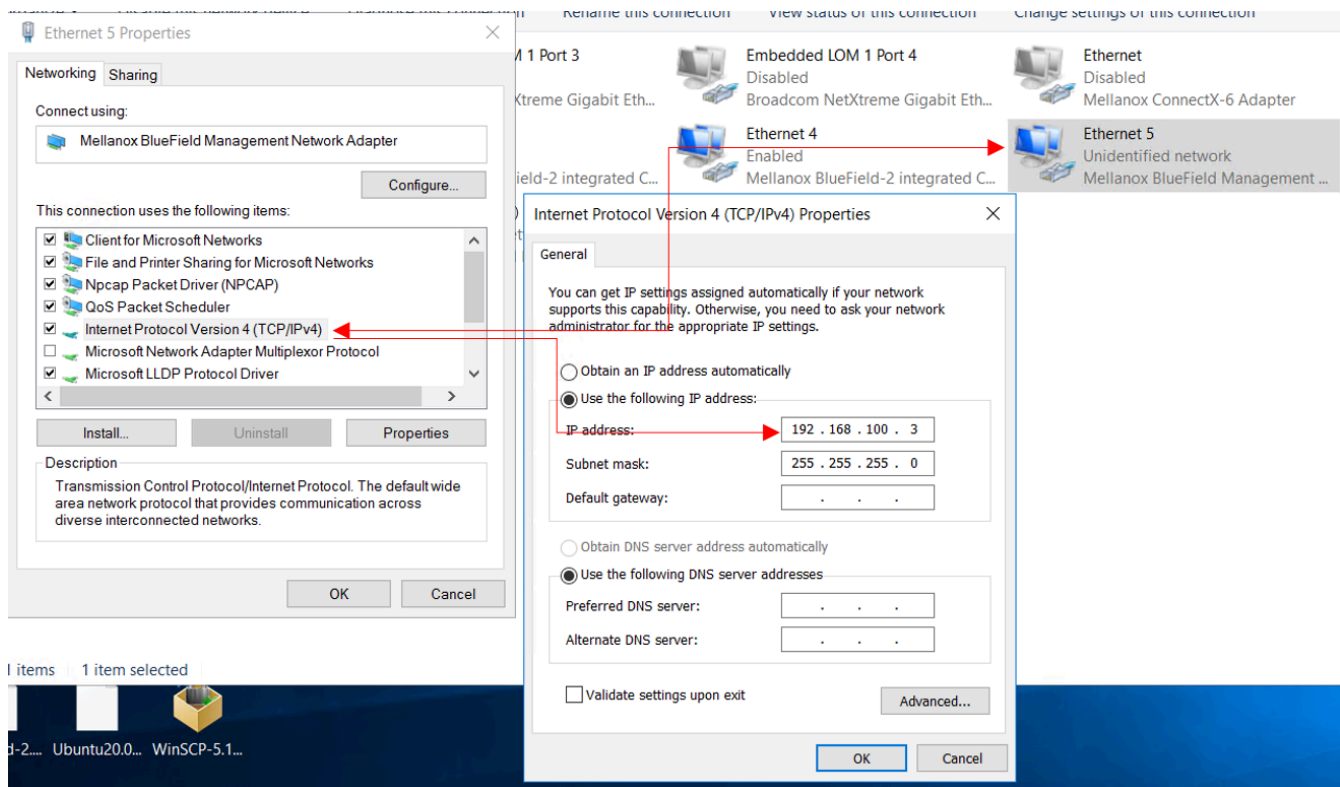 Disable this network device
Diagnose this connection
Rename this connection
View status of this connection
Change settings of this connection
Ethernet 5 Properties
Networking
Sharing
Connect using:
Mellanox BlueField Management Network Adapter
Configure...
This connection uses the following items:
Client for Microsoft Networks
File and Printer Sharing for Microsoft Networks
Npcap Packet Driver (NPCAP)
QoS Packet Scheduler
Internet Protocol Version 4 (TCP/IPv4)
Microsoft Network Adapter Multiplexor Protocol
Microsoft LLDP Protocol Driver
Install...
Uninstall
Properties
Description
Transmission Control Protocol/Internet Protocol. The default wide
area network protocol that provides communication across
diverse interconnected networks.
OK
Cancel
1 Port 3
Xtreme Gigabit Eth...
ield-2 integrated C...
Embedded LOM 1 Port 4
Disabled
Broadcom NetXtreme Gigabit Eth...
Ethernet
Disabled
Mellanox ConnectX-6 Adapter
Ethernet 4
Enabled
Mellanox BlueField-2 integrated C...
Ethernet 5
Unidentified network
Mellanox BlueField Management ...
Internet Protocol Version 4 (TCP/IPv4) Properties
General
You can get IP settings assigned automatically if your network
supports this capability. Otherwise, you need to ask your network
administrator for the appropriate IP settings.
Obtain an IP address automatically
Use the following IP address:
IP address:
192 . 168 . 100 . 3
Subnet mask:
255 . 255 . 255 . 0
Default gateway:
. . .
Obtain DNS server address automatically
Use the following DNS server addresses
Preferred DNS server:
. . .
Alternate DNS server:
. . .
Validate settings upon exit
Advanced...
OK
Cancel
items
1 item selected
d-2....
Ubuntu20.0...
WinSCP-5.1...